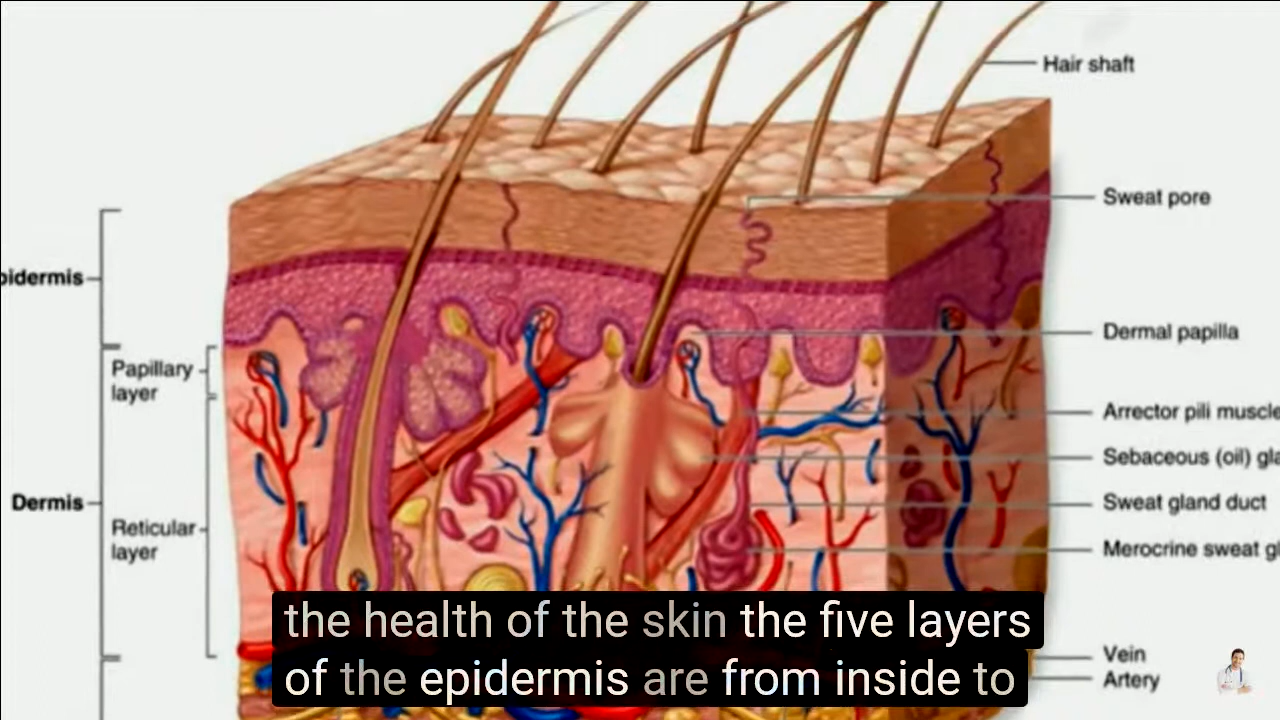 Hair shaft
Sweat pore
pidermis
Dermal papilla
Papillary
layer
Arrector pili muscle
Sebaceous (oil) gla
Dermis
Sweat gland duct
Reticular
layer
Merocrine sweat gl
the health of the skin the five layers
of the epidermis are from inside to
Vein
Artery